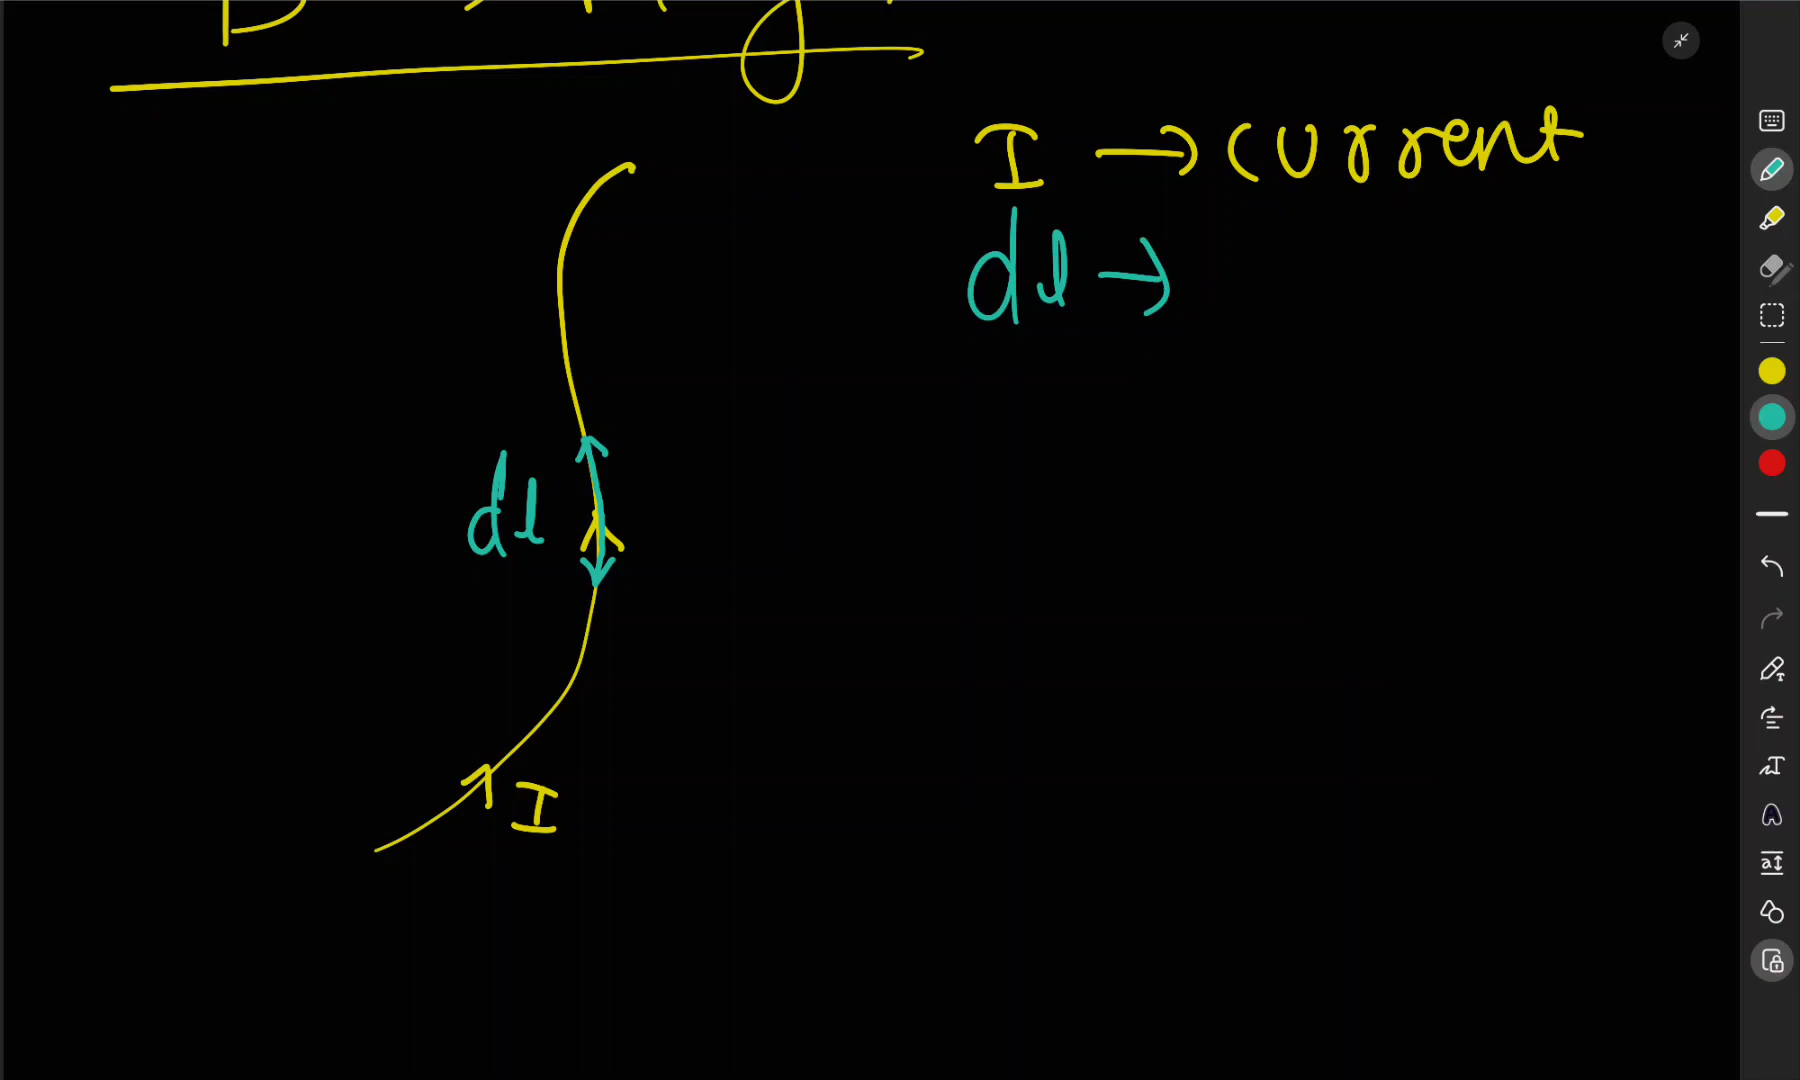 I → current
dl →
dl
I